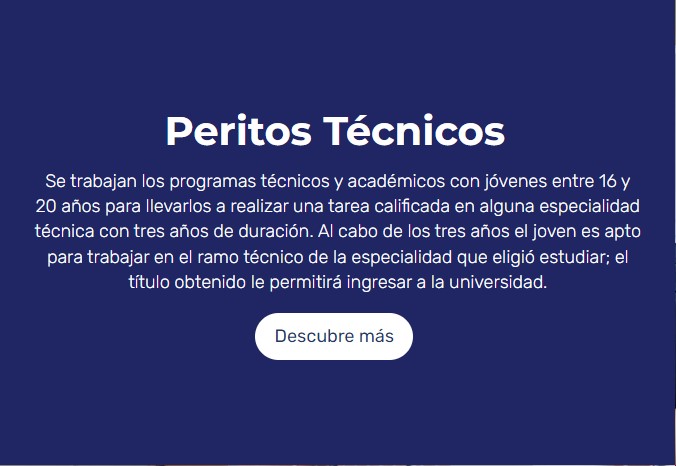 Peritos Técnicos
Se trabajan los programas técnicos y académicos con jóvenes entre 16 y
20 años para llevarlos a realizar una tarea calificada en alguna especialidad
técnica con tres años de duración. Al cabo de los tres años el joven es apto
para trabajar en el ramo técnico de la especialidad que eligió estudiar; el
título obtenido le permitirá ingresar a la universidad.
Descubre más